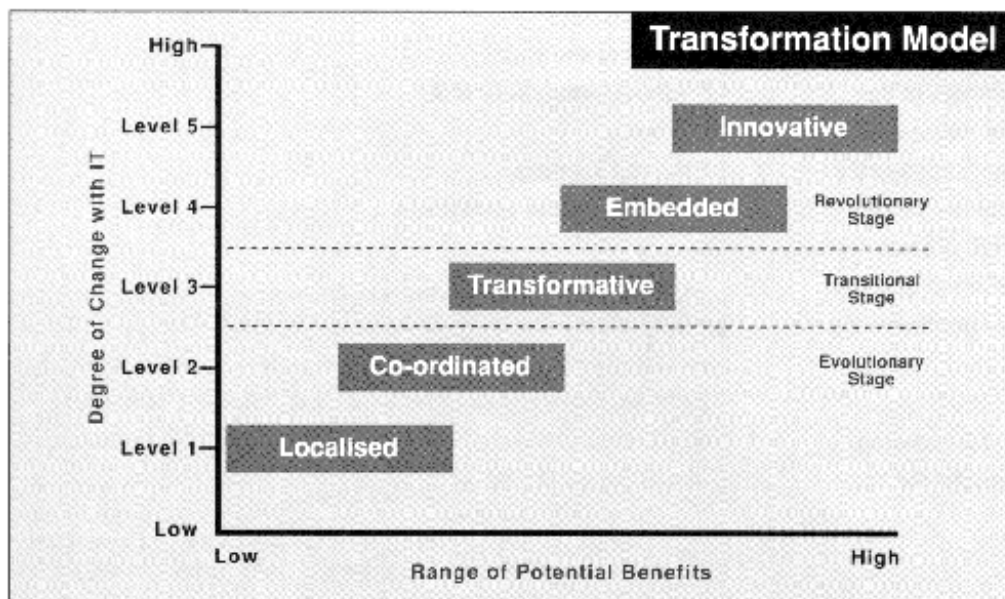 Transformation Model
High
Level 5
Innovative
Level 4
Embedded
Revolutionary
Stage
Level 3
Transformative
Transitional
Stage
Level 2
Co-ordinated
Evolutionary
Stage
Level 1
Localised
Low
Degree of Change with IT
Low
High
Range of Potential Benefits